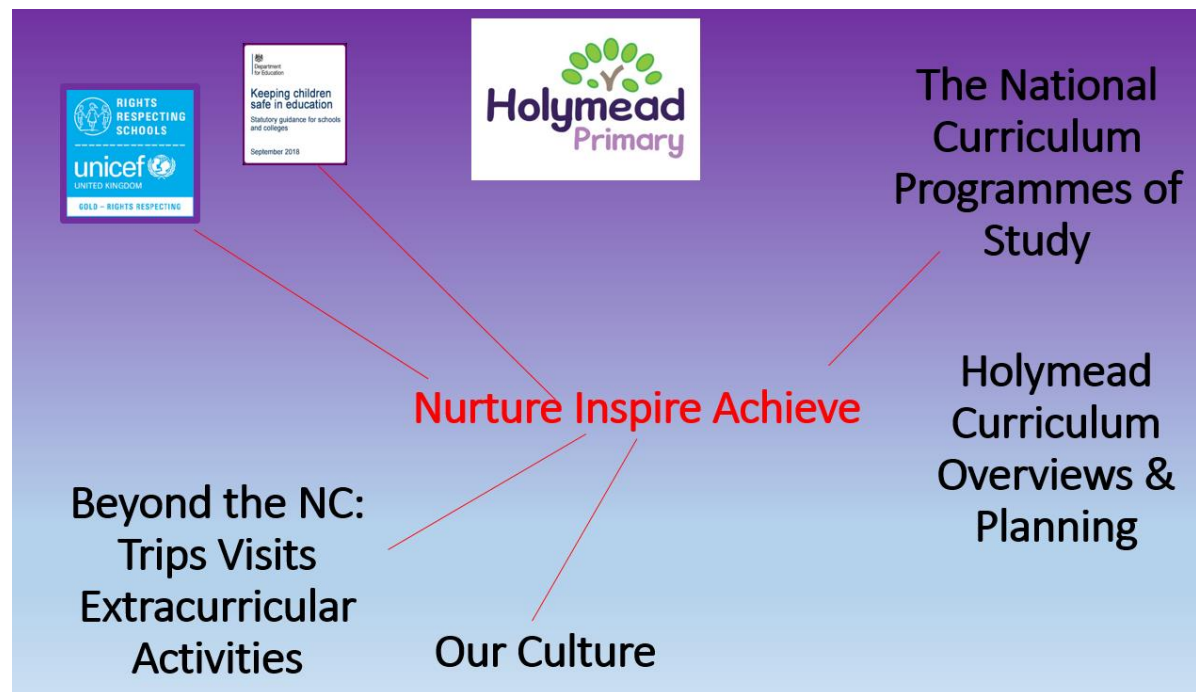 RIGHTS
RESPECTING
SCHOOLS
unicef
UNITED KINGDOM
GOLD – RIGHTS RESPECTING
Department
for Education
Keeping children
safe in education
Statutory guidance for schools
and colleges
September 2018
Holymead
Primary
The National
Curriculum
Programmes of
Study
Nurture Inspire Achieve
Holymead
Curriculum
Overviews &
Planning
Beyond the NC:
Trips Visits
Extracurricular
Activities
Our Culture